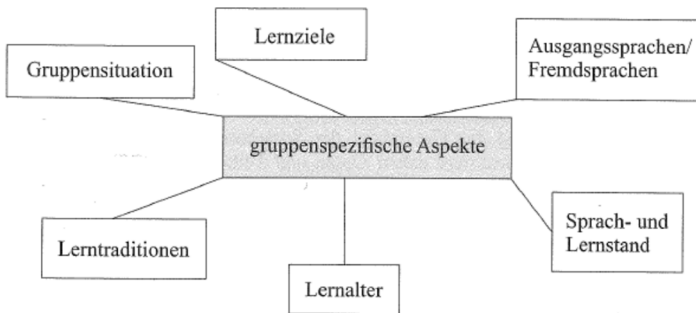 Lernziele
Ausgangssprachen/
Fremdsprachen
Gruppensituation
gruppenspezifische Aspekte
Sprach- und
Lernstand
Lerntraditionen
Lernalter